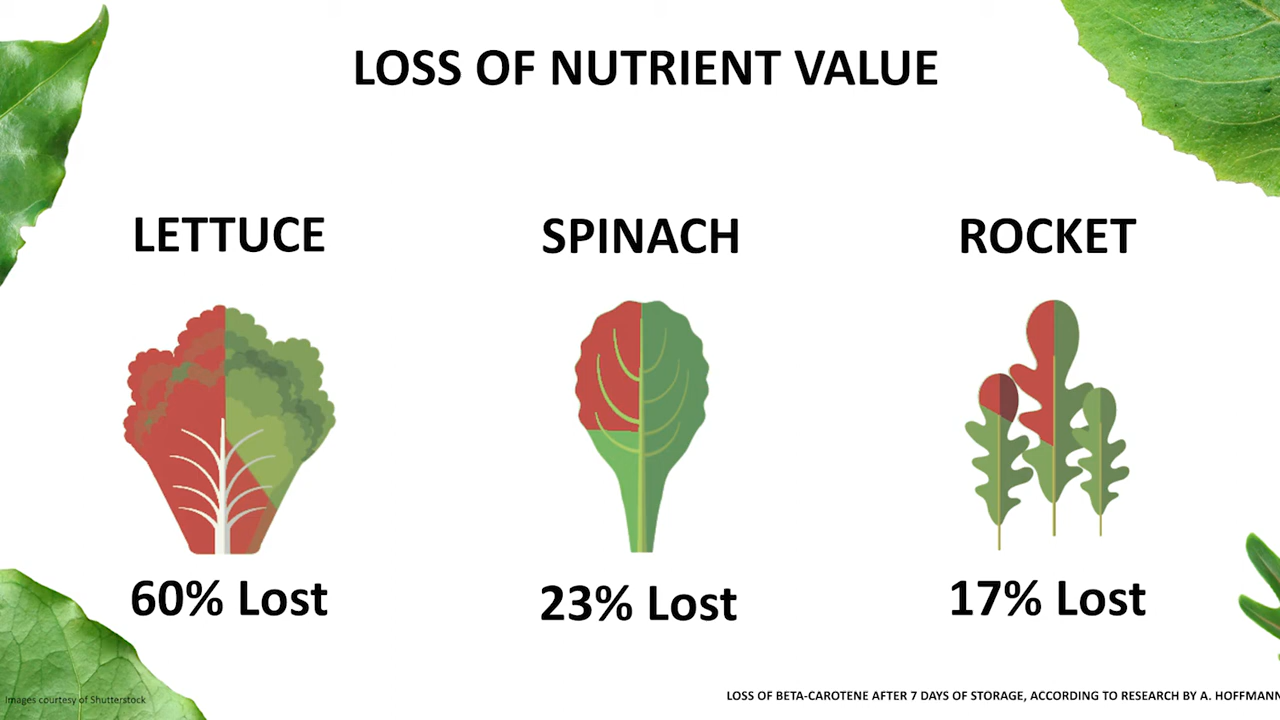 LOSS OF NUTRIENT VALUE
LETTUCE
SPINACH
ROCKET
60% Lost
23% Lost
17% Lost
Images courtesy of Shutterstock
LOSS OF BETA-CAROTENE AFTER 7 DAYS OF STORAGE, ACCORDING TO RESEARCH BY A. HOFFMANN